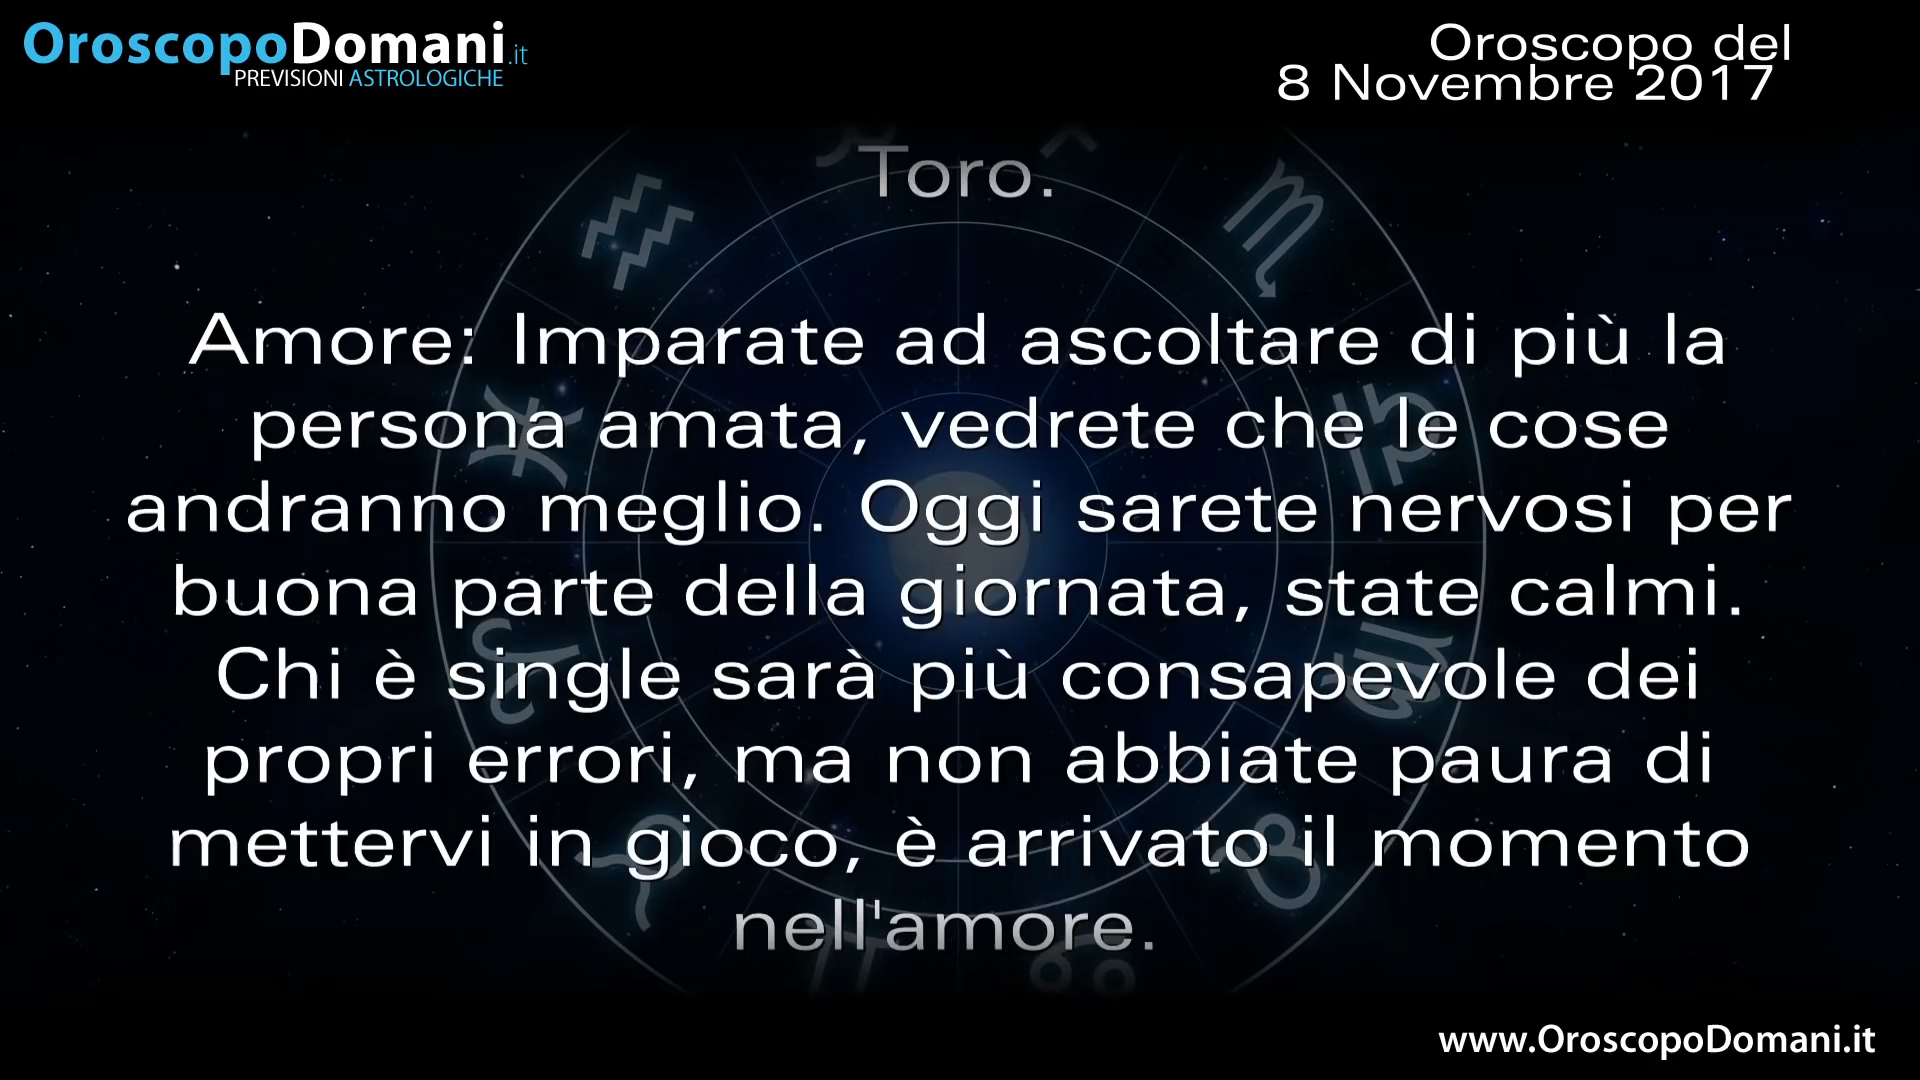 OroscopoDomani.it
PREVISIONI ASTROLOGICHE
Oroscopo del
8 Novembre 2017
Toro.
Amore: Imparate ad ascoltare di più la
persona amata, vedrete che le cose
andranno meglio. Oggi sarete nervosi per
buona parte della giornata, state calmi.
Chi è single sarà più consapevole dei
propri errori, ma non abbiate paura di
mettervi in gioco, è arrivato il momento
nell'amore.
www.OroscopoDomani.it